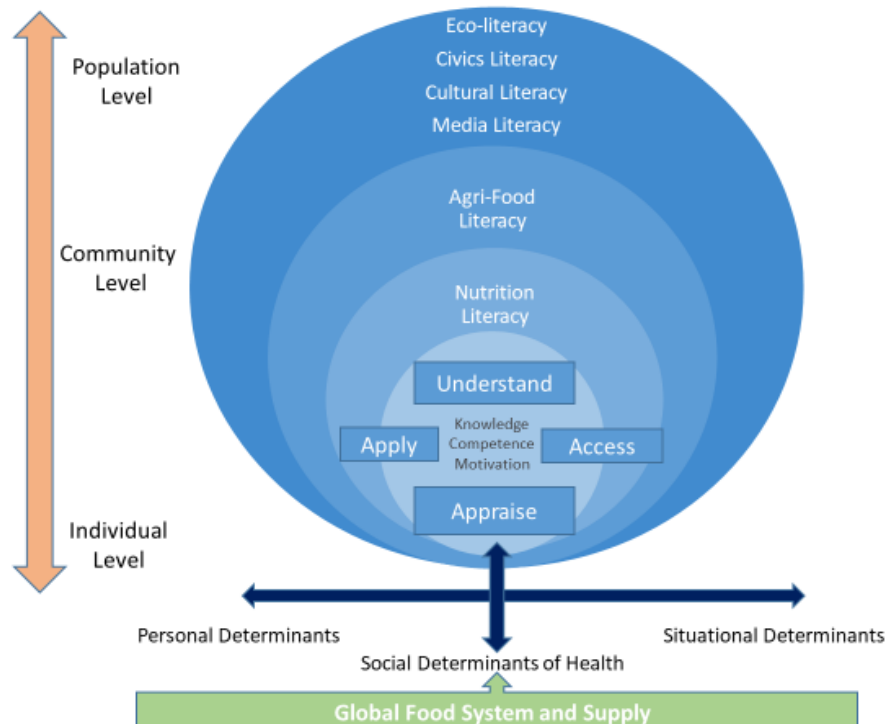 Eco-literacy
Civics Literacy
Cultural Literacy
Media Literacy
Population
Level
Agri-Food
Literacy
Community
Level
Nutrition
Literacy
Understand
Knowledge
Competence
Motivation
Apply
Access
Appraise
Individual
Level
Personal Determinants
Situational Determinants
Social Determinants of Health
Global Food System and Supply